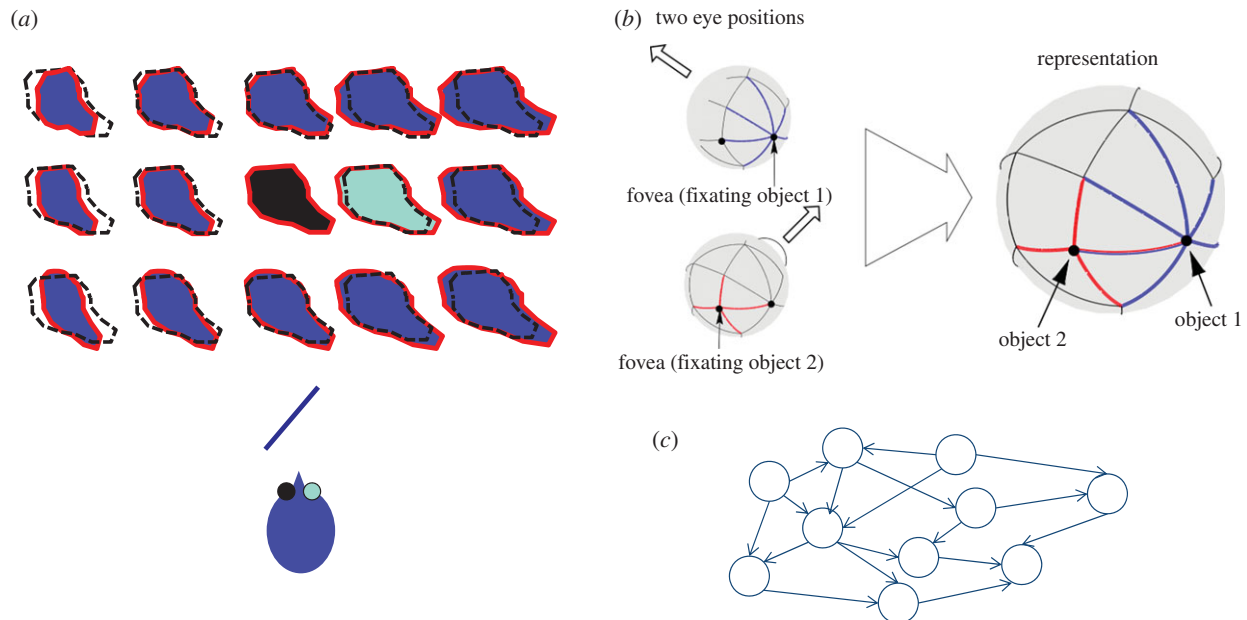 (a)
(b) two eye positions
representation
fovea (fixating object 1)
fovea (fixating object 2)
object 2
object 1
(c)